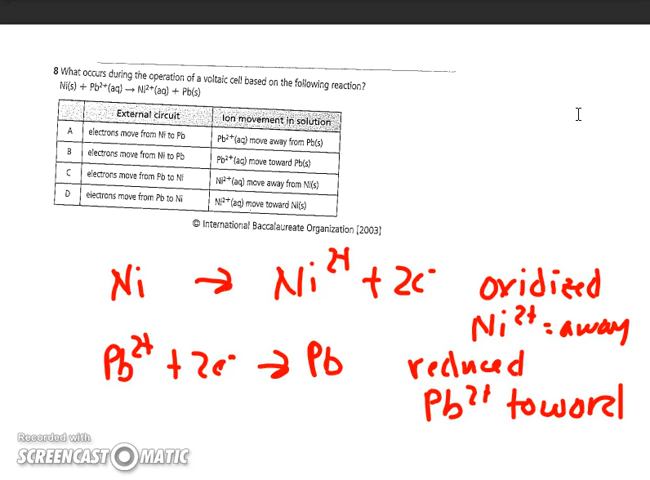 8 What occurs during the operation of a voltaic cell based on the following reaction?
Ni(s) + Pb²⁺(aq) → Ni²⁺(aq) + Pb(s)
External circuit Ion movement in solution
A electrons move from Ni to Pb Pb²⁺(aq) move away from Pb(s)
B electrons move from Ni to Pb Pb²⁺(aq) move toward Pb(s)
C electrons move from Pb to Ni Ni²⁺(aq) move away from Ni(s)
D electrons move from Pb to Ni Ni²⁺(aq) move toward Ni(s)
© International Baccalaureate Organization [2003]
Ni → Ni²⁺ + 2e⁻ oxidized
Ni²⁺ = away
Pb²⁺ + 2e⁻ → Pb reduced
Pb²⁺ toward
Recorded with
SCREENCAST O MATIC